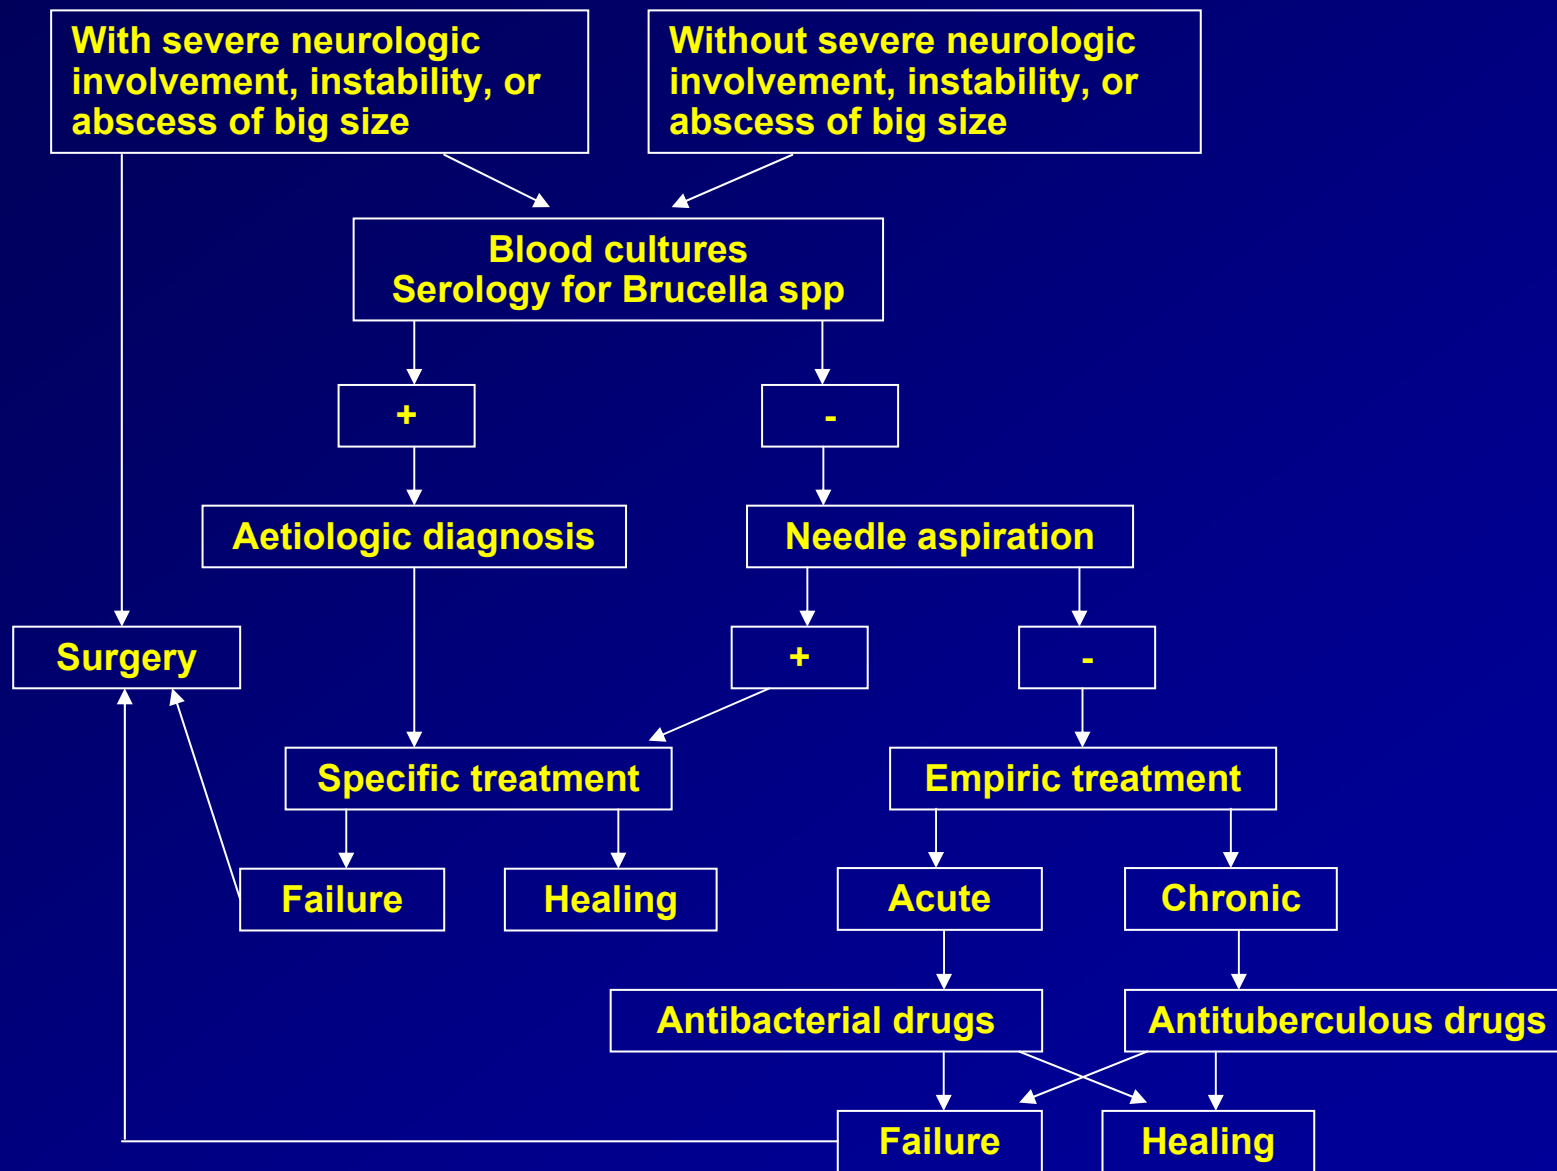 With severe neurologic
involvement, instability, or
abscess of big size
Without severe neurologic
involvement, instability, or
abscess of big size
Blood cultures
Serology for Brucella spp
+
-
Aetiologic diagnosis
Needle aspiration
Surgery
+
-
Specific treatment
Empiric treatment
Failure
Healing
Acute
Chronic
Antibacterial drugs
Antituberculous drugs
Failure
Healing